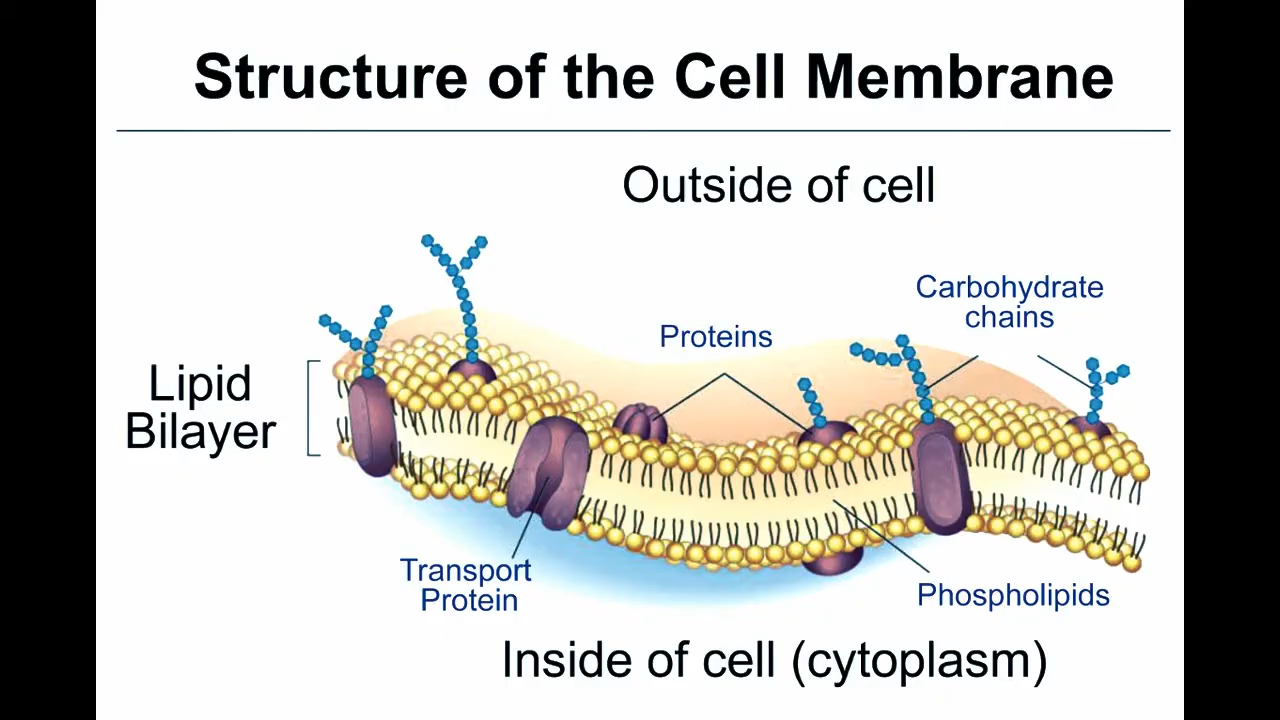 Structure of the Cell Membrane
Outside of cell
Carbohydrate
chains
Proteins
Lipid
Bilayer
Transport
Protein
Phospholipids
Inside of cell (cytoplasm)